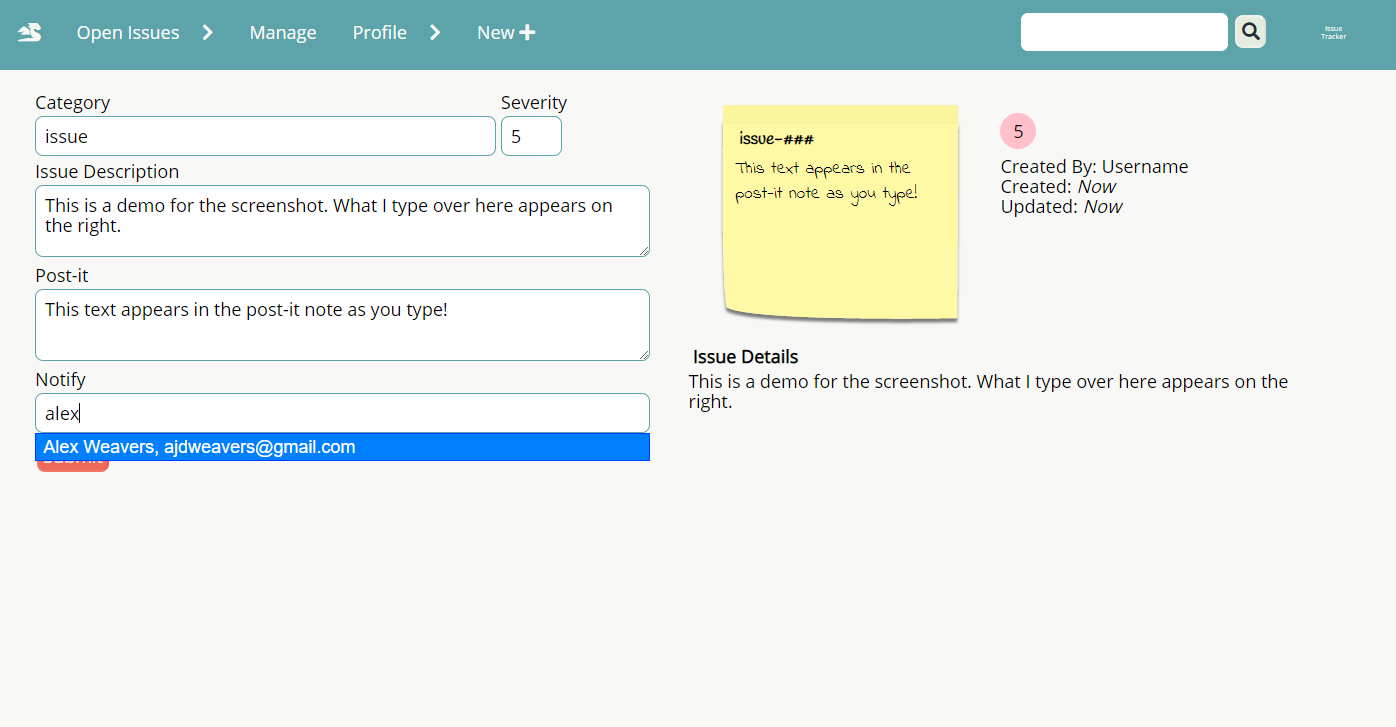 Open Issues Manage Profile New
Issue
Tracker
Category Severity
issue 5
Issue Description
This is a demo for the screenshot. What I type over here appears on
the right.
Post-it
This text appears in the post-it note as you type!
Notify
alex
Alex Weavers, ajdweavers@gmail.com
issue-###
This text appears in the
post-it note as you type!
5
Created By: Username
Created: Now
Updated: Now
Issue Details
This is a demo for the screenshot. What I type over here appears on the
right.